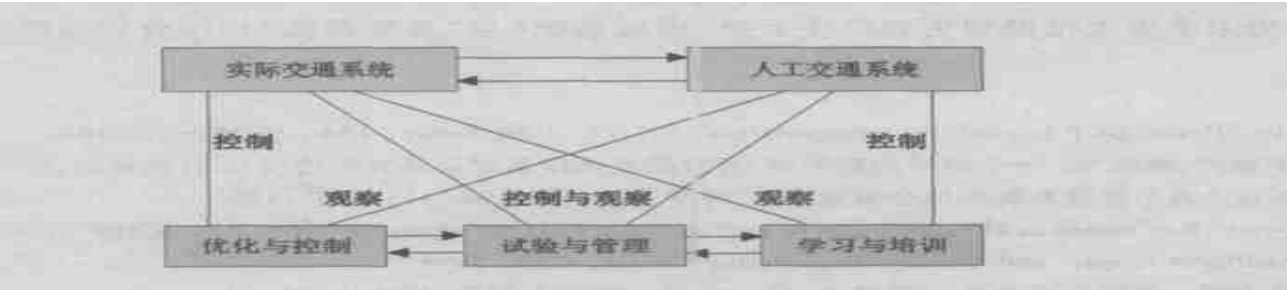 实际交通系统 人工交通系统
控制 控制
观察 控制与观察 观察
优化与控制 试验与管理 学习与培训